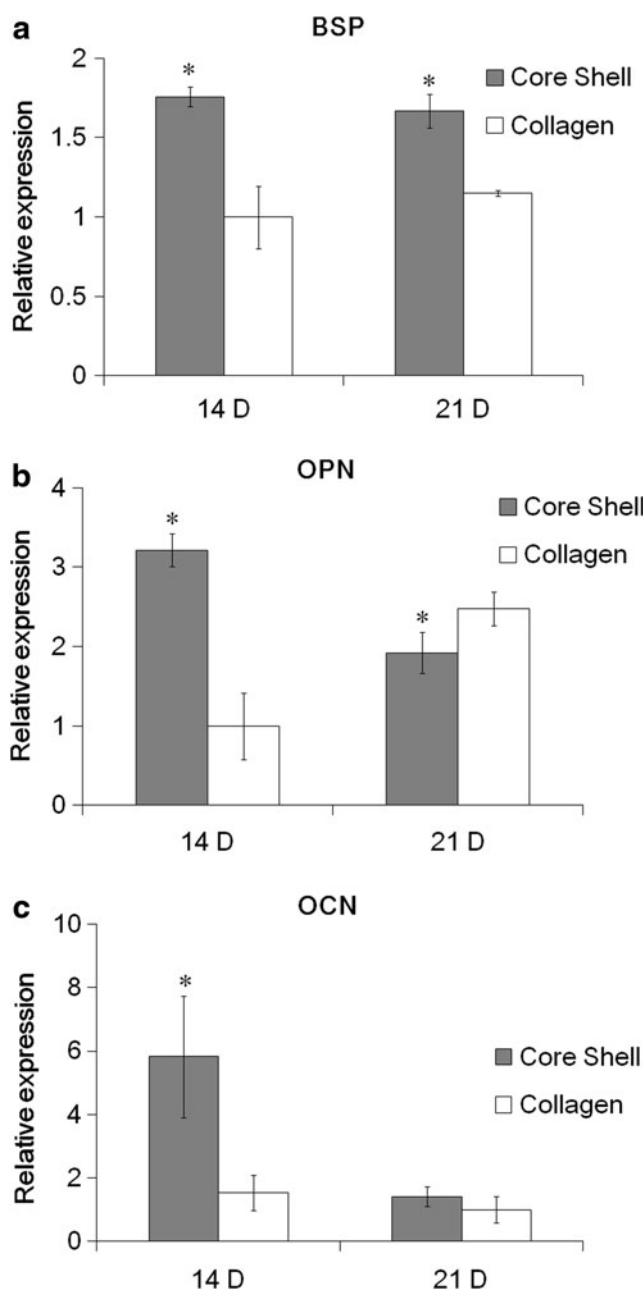 a
BSP
2
1.5
1
0.5
0
Relative expression
*
*
Core Shell
Collagen
14 D
21 D
b
OPN
4
3
2
1
0
Relative expression
*
*
Core Shell
Collagen
14 D
21 D
c
OCN
10
8
6
4
2
0
Relative expression
*
Core Shell
Collagen
14 D
21 D